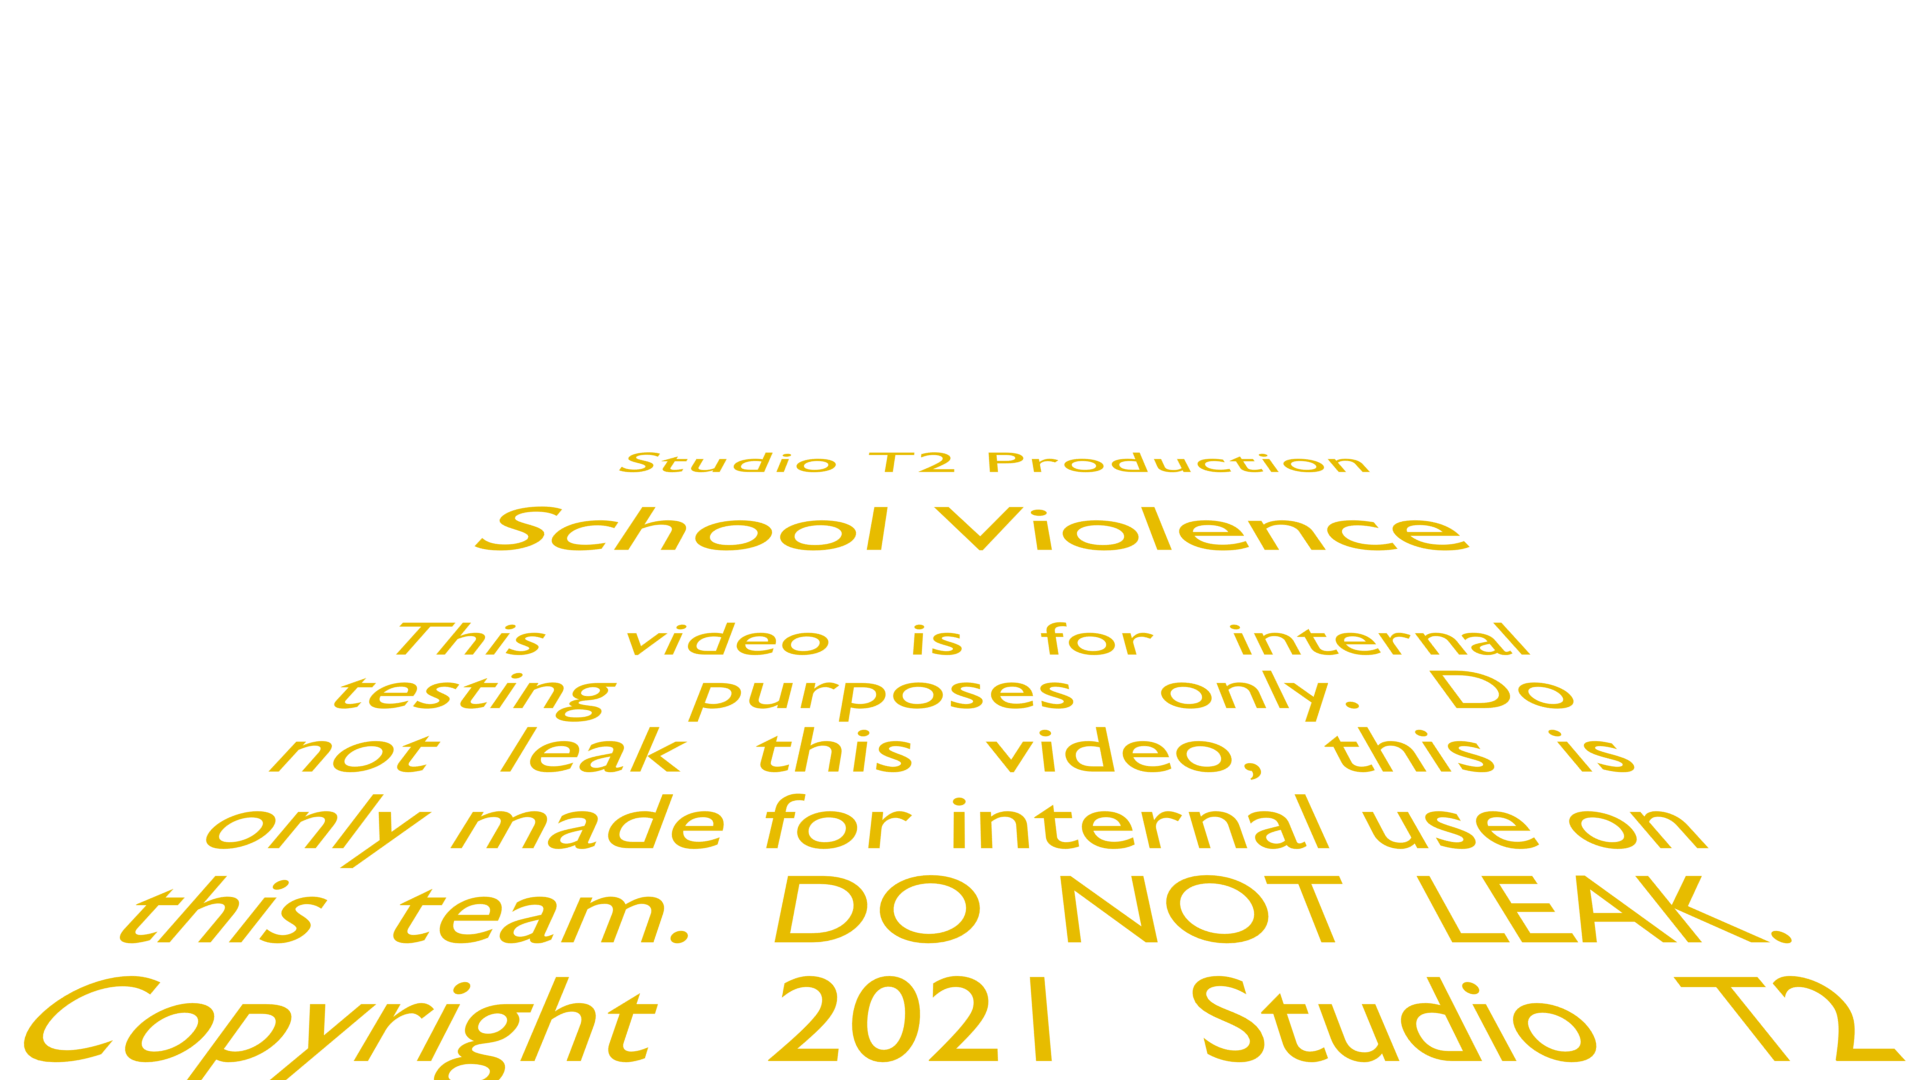 Studio T2 Production
School Violence
This video is for internal
testing purposes only. Do
not leak this video, this is
only made for internal use on
this team. DO NOT LEAK.
Copyright 2021 Studio T2